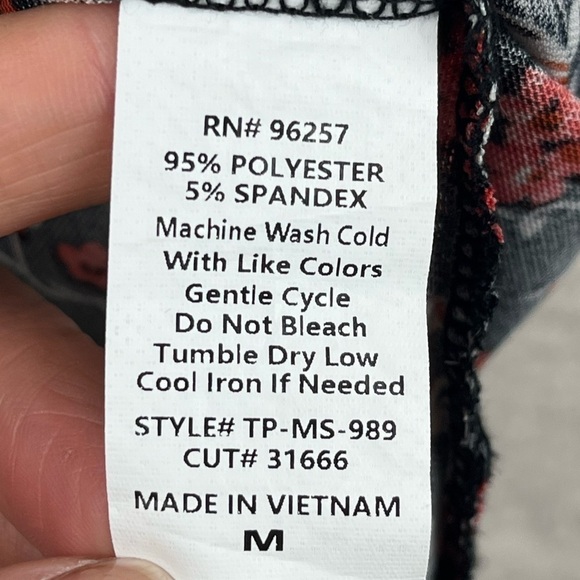 RN# 96257
95% POLYESTER
5% SPANDEX
Machine Wash Cold
With Like Colors
Gentle Cycle
Do Not Bleach
Tumble Dry Low
Cool Iron If Needed
STYLE# TP-MS-989
CUT# 31666
MADE IN VIETNAM
M